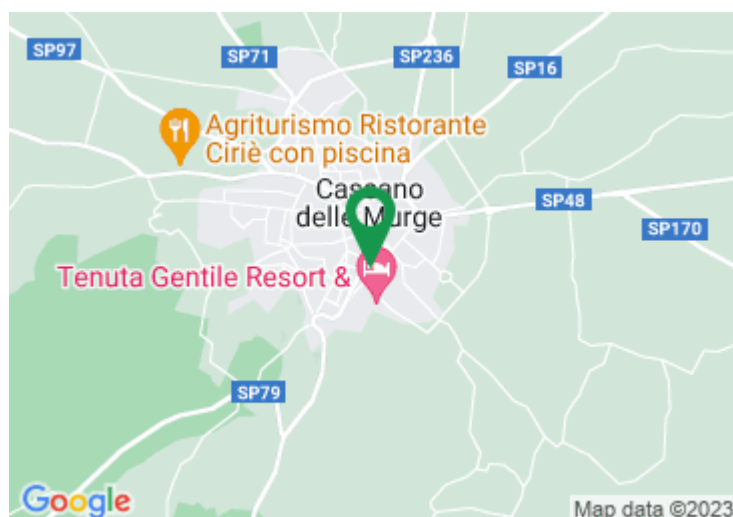 SP97
SP71
SP236
SP16
Agriturismo Ristorante
Ciriè con piscina
Cassano
delle Murge
SP48
SP170
Tenuta Gentile Resort &
SP79
Google
Map data ©2023